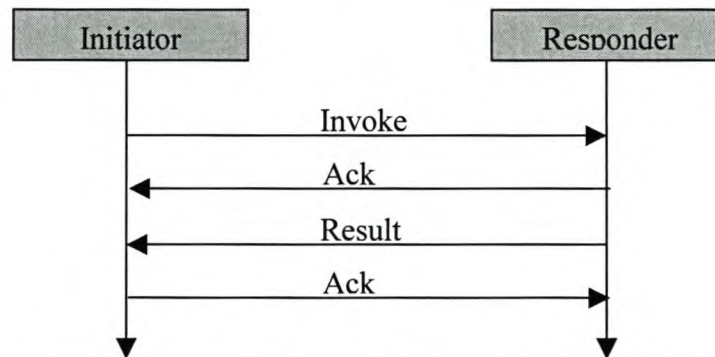 Initiator
Responder
Invoke
Ack
Result
Ack